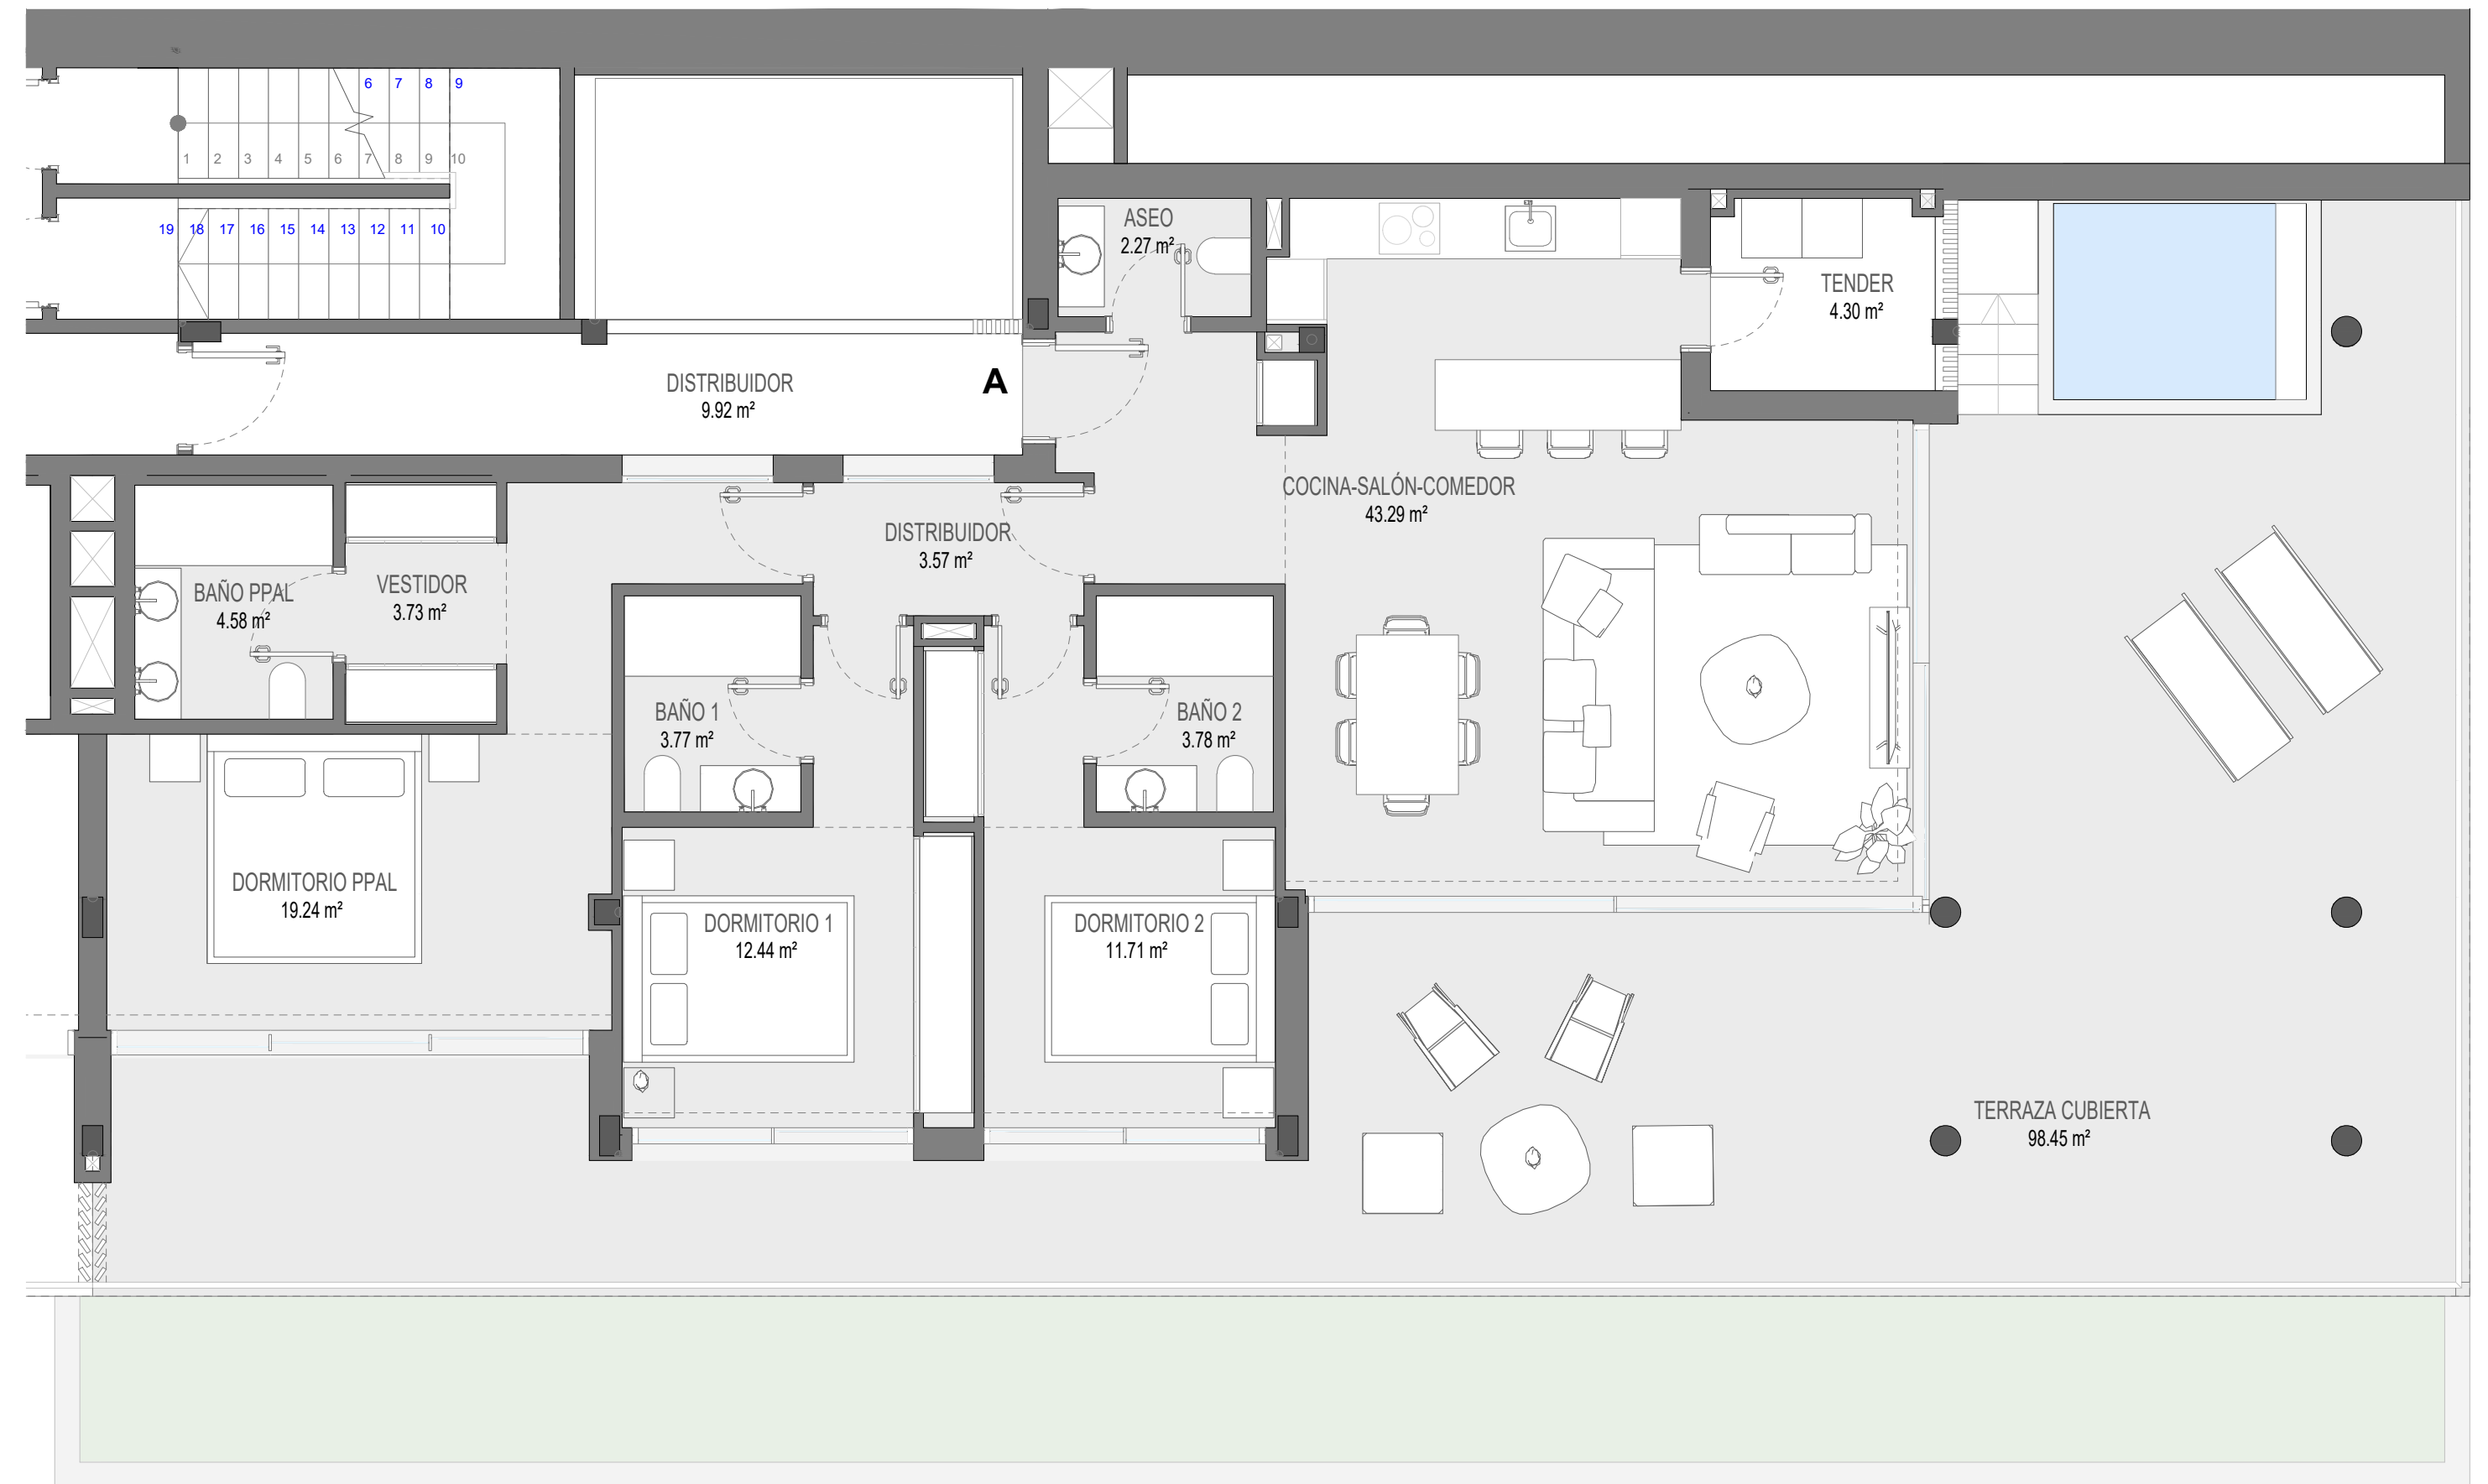 6 7 8 9
1 2 3 4 5 6 7 8 9 10
19 18 17 16 15 14 13 12 11 10
ASEO
2.27 m²
TENDER
4.30 m²
DISTRIBUIDOR
9.92 m²
A
COCINA-SALÓN-COMEDOR
43.29 m²
DISTRIBUIDOR
3.57 m²
BAÑO PPAL
4.58 m²
VESTIDOR
3.73 m²
BAÑO 1
3.77 m²
BAÑO 2
3.78 m²
DORMITORIO PPAL
19.24 m²
DORMITORIO 1
12.44 m²
DORMITORIO 2
11.71 m²
TERRAZA CUBIERTA
98.45 m²